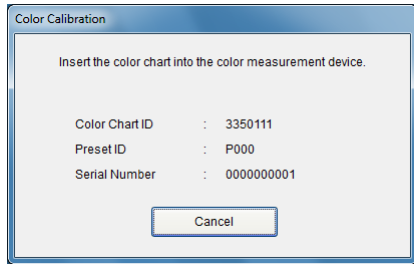 Color Calibration
Insert the color chart into the color measurement device.
Color Chart ID : 3350111
Preset ID : P000
Serial Number : 0000000001
Cancel